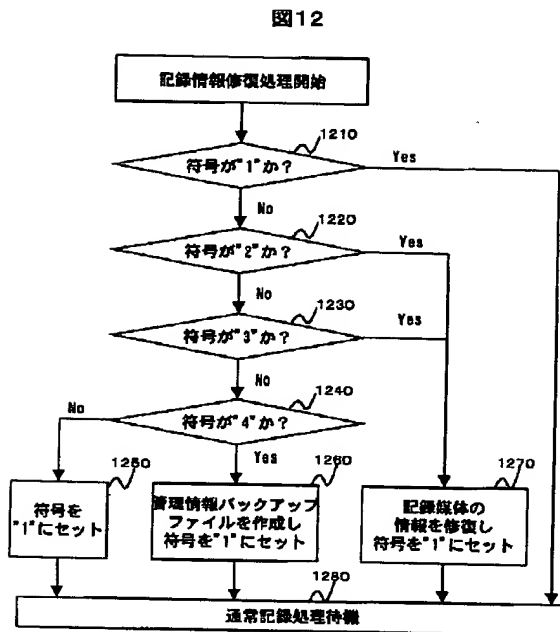 図12
記録情報修復処理開始
1210
符号が"1"か?
Yes
No
1220
符号が"2"か?
Yes
No
1230
符号が"3"か?
Yes
No
1240
符号が"4"か?
No
Yes
1250
符号を
"1"にセット
1260
管理情報バックアップ
ファイルを作成し
符号を"1"にセット
1270
記録媒体の
情報を修復し
符号を"1"にセット
1280
通常記録処理待機